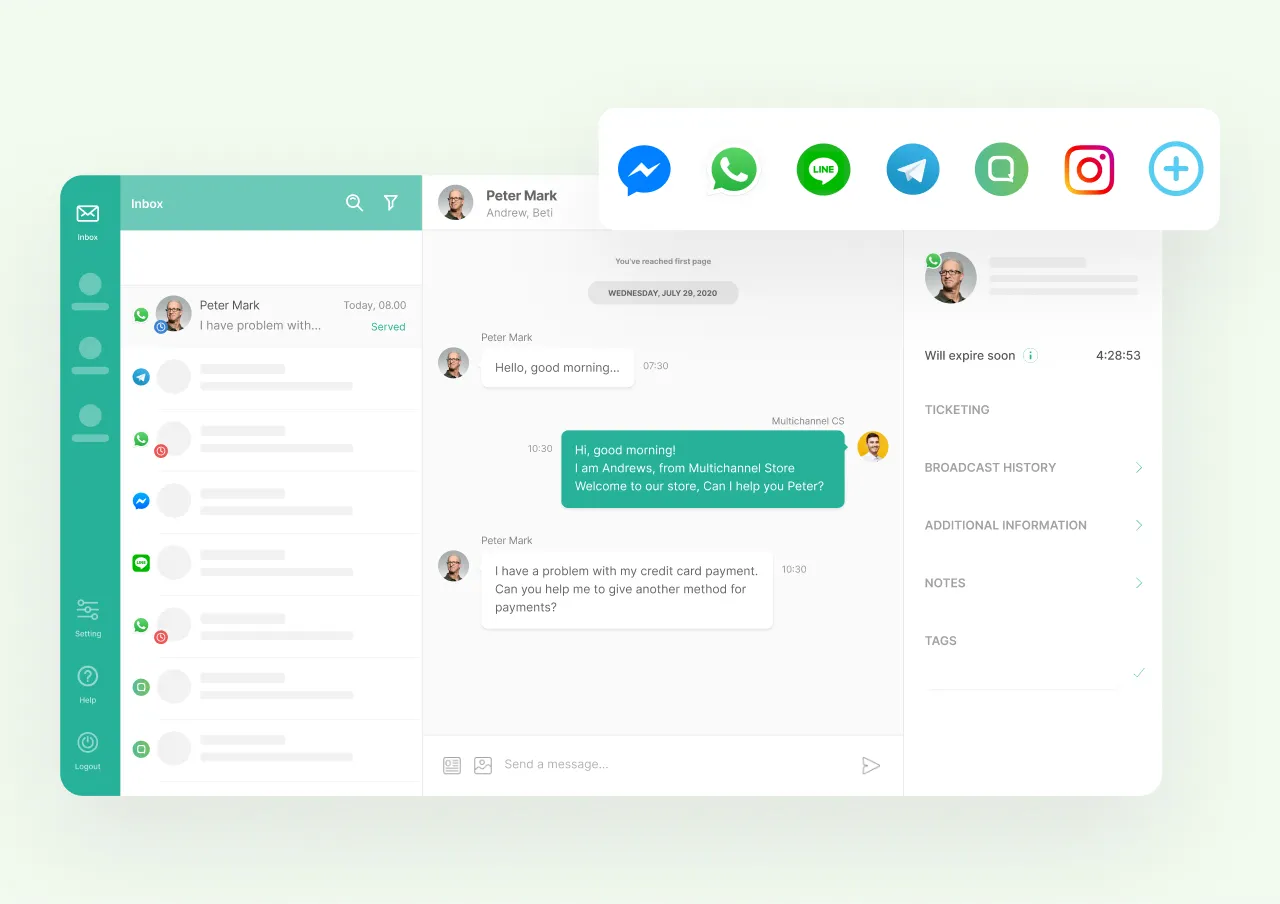 LINE
Inbox
Setting
Help
Logout
Inbox
Peter Mark
Today, 08.00
I have problem with...
Served
LINE
Peter Mark
Andrew, Beti
You've reached first page
WEDNESDAY, JULY 29, 2020
Peter Mark
Hello, good morning...
07:30
Multichannel CS
10:30
Hi, good morning!
I am Andrews, from Multichannel Store
Welcome to our store, Can I help you Peter?
Peter Mark
I have a problem with my credit card payment.
Can you help me to give another method for
payments?
10:30
Send a message...
Will expire soon
4:28:53
TICKETING
BROADCAST HISTORY
ADDITIONAL INFORMATION
NOTES
TAGS